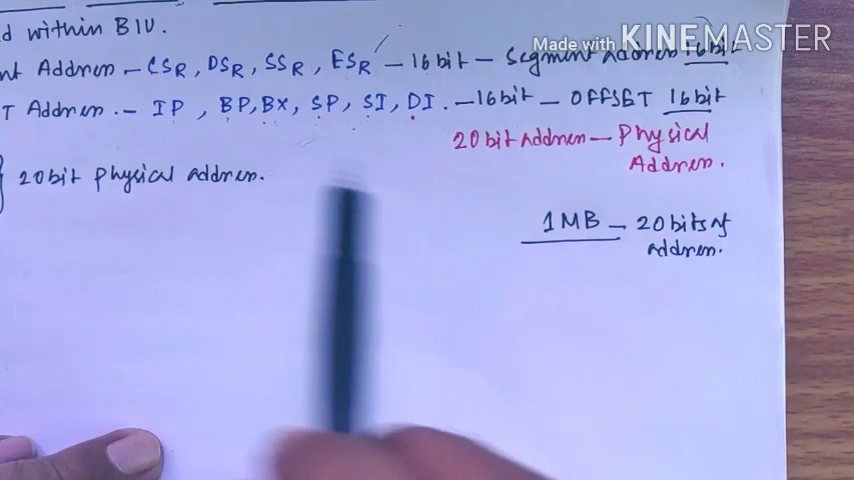 Made with KINEMASTER
d within BIU.
nt Address - CSR, DSR, SSR, ESR - 16 bit - Segment Address 16 bit
T Address. - IP, BP, BX, SP, SI, DI. - 16 bit - OFFSET 16 bit
20 bit Address - Physical
Address.
20 bit Physical address.
1 MB - 20 bits of
address.